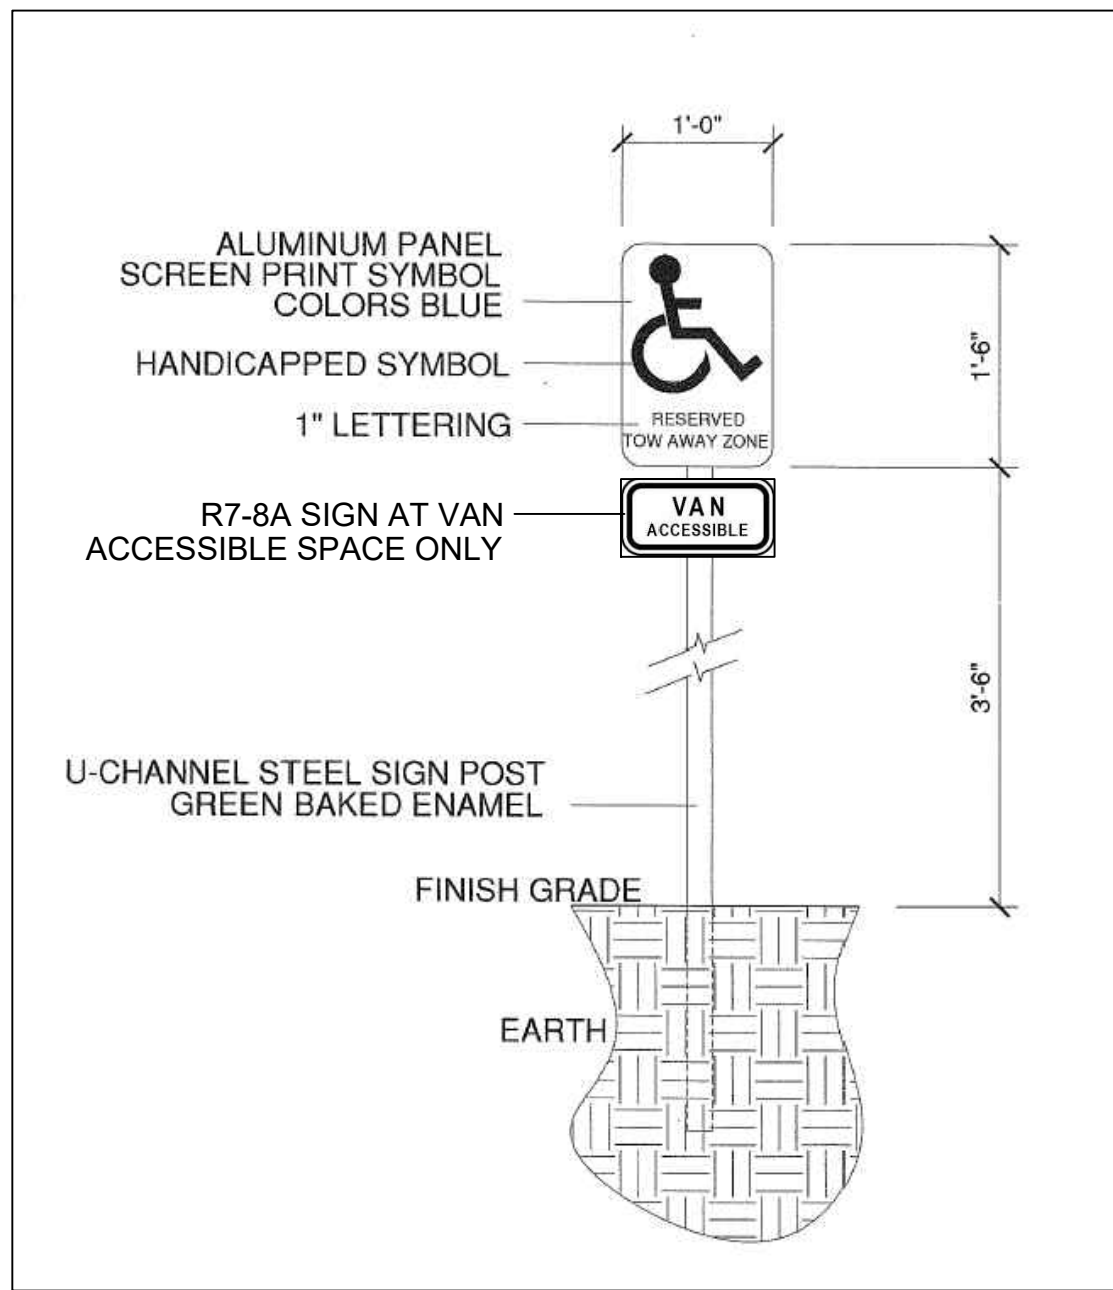 1'-0"
ALUMINUM PANEL
SCREEN PRINT SYMBOL
COLORS BLUE
HANDICAPPED SYMBOL
1'-6"
1" LETTERING
RESERVED
TOW AWAY ZONE
R7-8A SIGN AT VAN
ACCESSIBLE SPACE ONLY
VAN
ACCESSIBLE
3'-6"
U-CHANNEL STEEL SIGN POST
GREEN BAKED ENAMEL
FINISH GRADE
EARTH